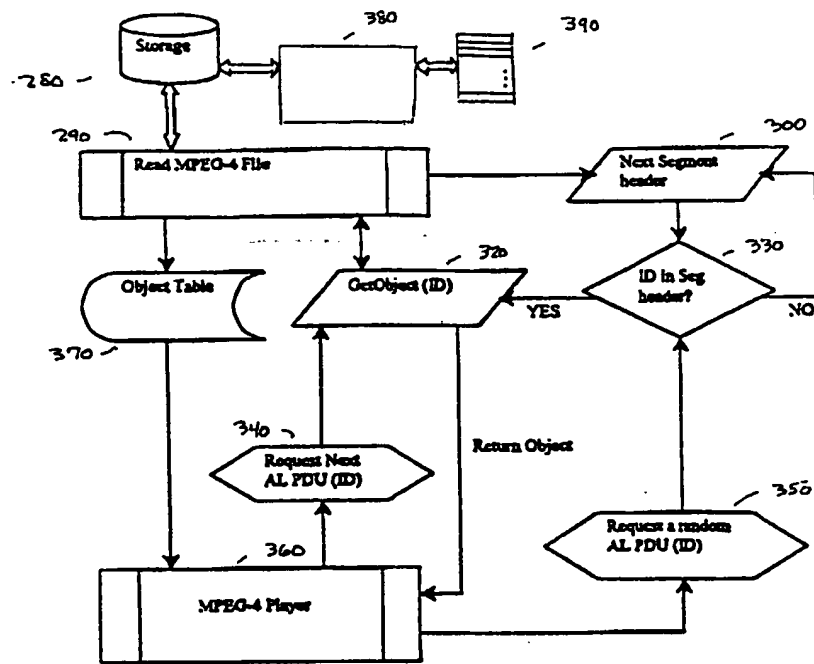 380
390
Storage
280
290
300
Read MPEG-4 File
Next Segment
header
320
330
Object Table
GetObject (ID)
ID in Seg
header?
YES
NO
370
340
Return Object
Request Next
AL PDU (ID)
350
Request a random
AL PDU (ID)
360
MPEG-4 Player